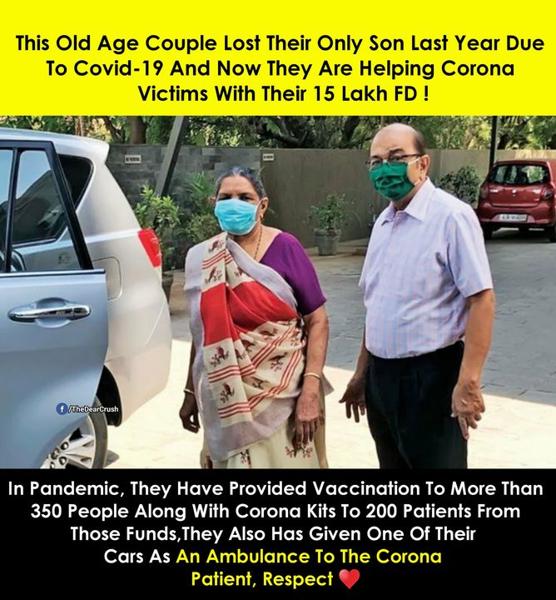 This Old Age Couple Lost Their Only Son Last Year Due
To Covid-19 And Now They Are Helping Corona
Victims With Their 15 Lakh FD !
f /TheDearCrush
In Pandemic, They Have Provided Vaccination To More Than
350 People Along With Corona Kits To 200 Patients From
Those Funds,They Also Has Given One Of Their
Cars As An Ambulance To The Corona
Patient, Respect ❤️